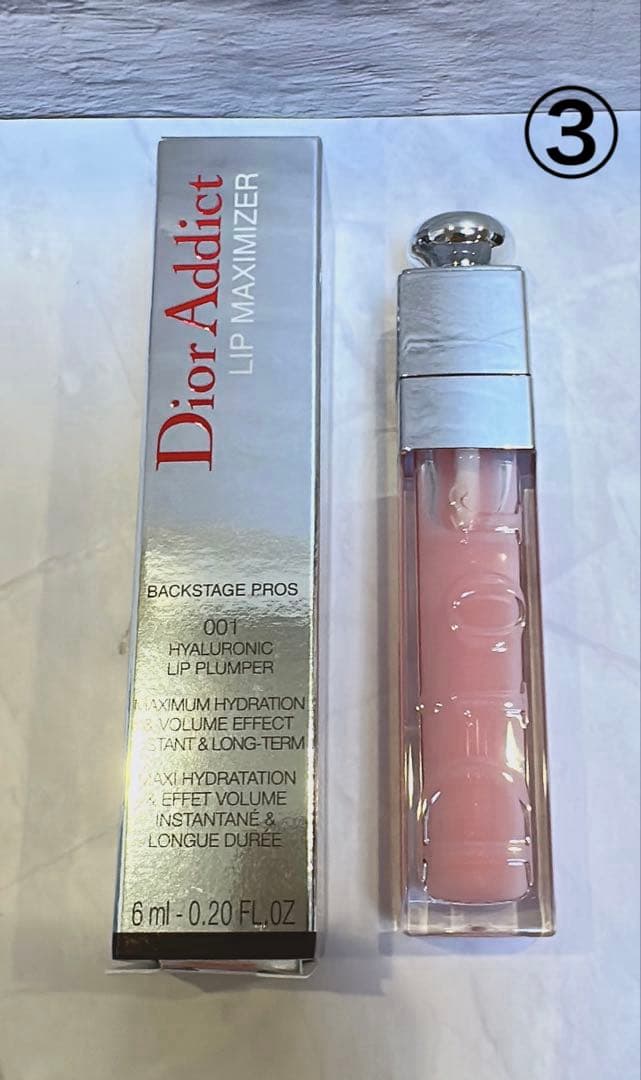 ③
Dior Addict
LIP MAXIMIZER
BACKSTAGE PROS
001
HYALURONIC
LIP PLUMPER
MAXIMUM HYDRATION
& VOLUME EFFECT
INSTANT & LONG-TERM
MAXI HYDRATATION
& EFFET VOLUME
INSTANTANÉ &
LONGUE DURÉE
6 ml - 0.20 FL.OZ
DIOR